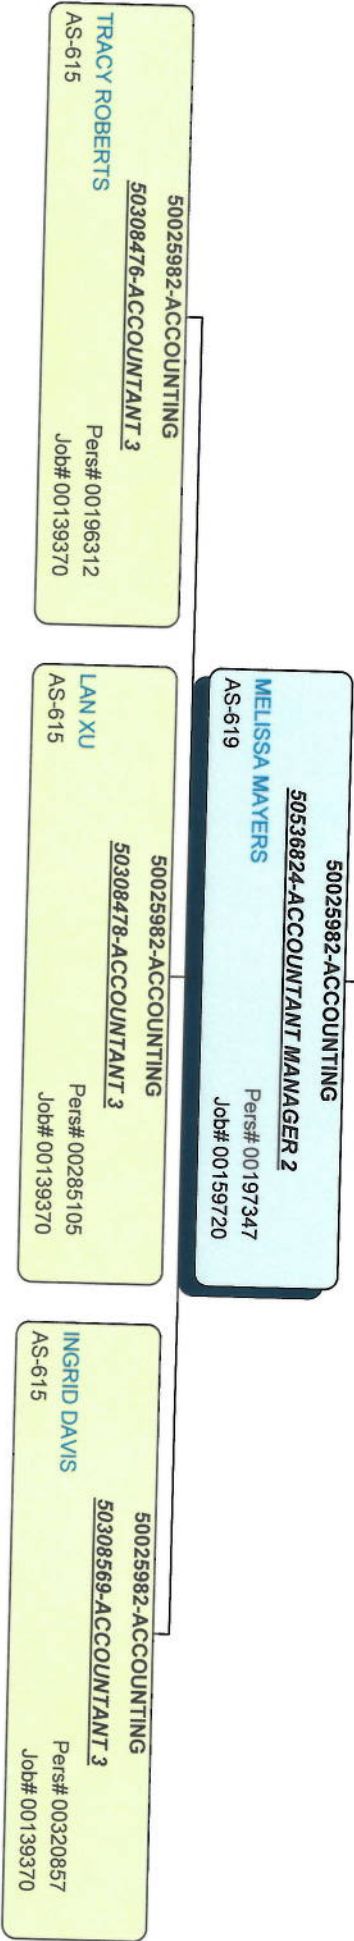 50025982-ACCOUNTING
50536824-ACCOUNTANT MANAGER 2
MELISSA MAYERS
Pers# 00197347
AS-619
Job# 00159720
50025982-ACCOUNTING
50308476-ACCOUNTANT 3
TRACY ROBERTS
Pers# 00196312
AS-615
Job# 00139370
50025982-ACCOUNTING
50308478-ACCOUNTANT 3
LAN XU
Pers# 00285105
AS-615
Job# 00139370
50025982-ACCOUNTING
50308569-ACCOUNTANT 3
INGRID DAVIS
Pers# 00320857
AS-615
Job# 00139370